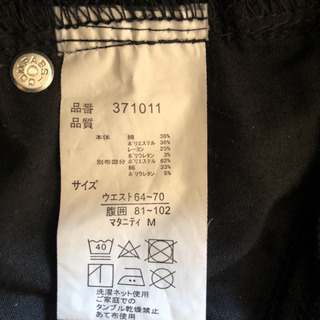 品番 371011
品質
本体 綿 36%
ポリエステル 36%
レーヨン 25%
ポリウレタン 3%
別布部分 ポリエステル 62%
綿 33%
ポリウレタン 5%
サイズ
ウエスト64~70
腹囲 81~102
マタニティ M
40
洗濯ネット使用
ご家庭での
タンブル乾燥禁止
あて布使用